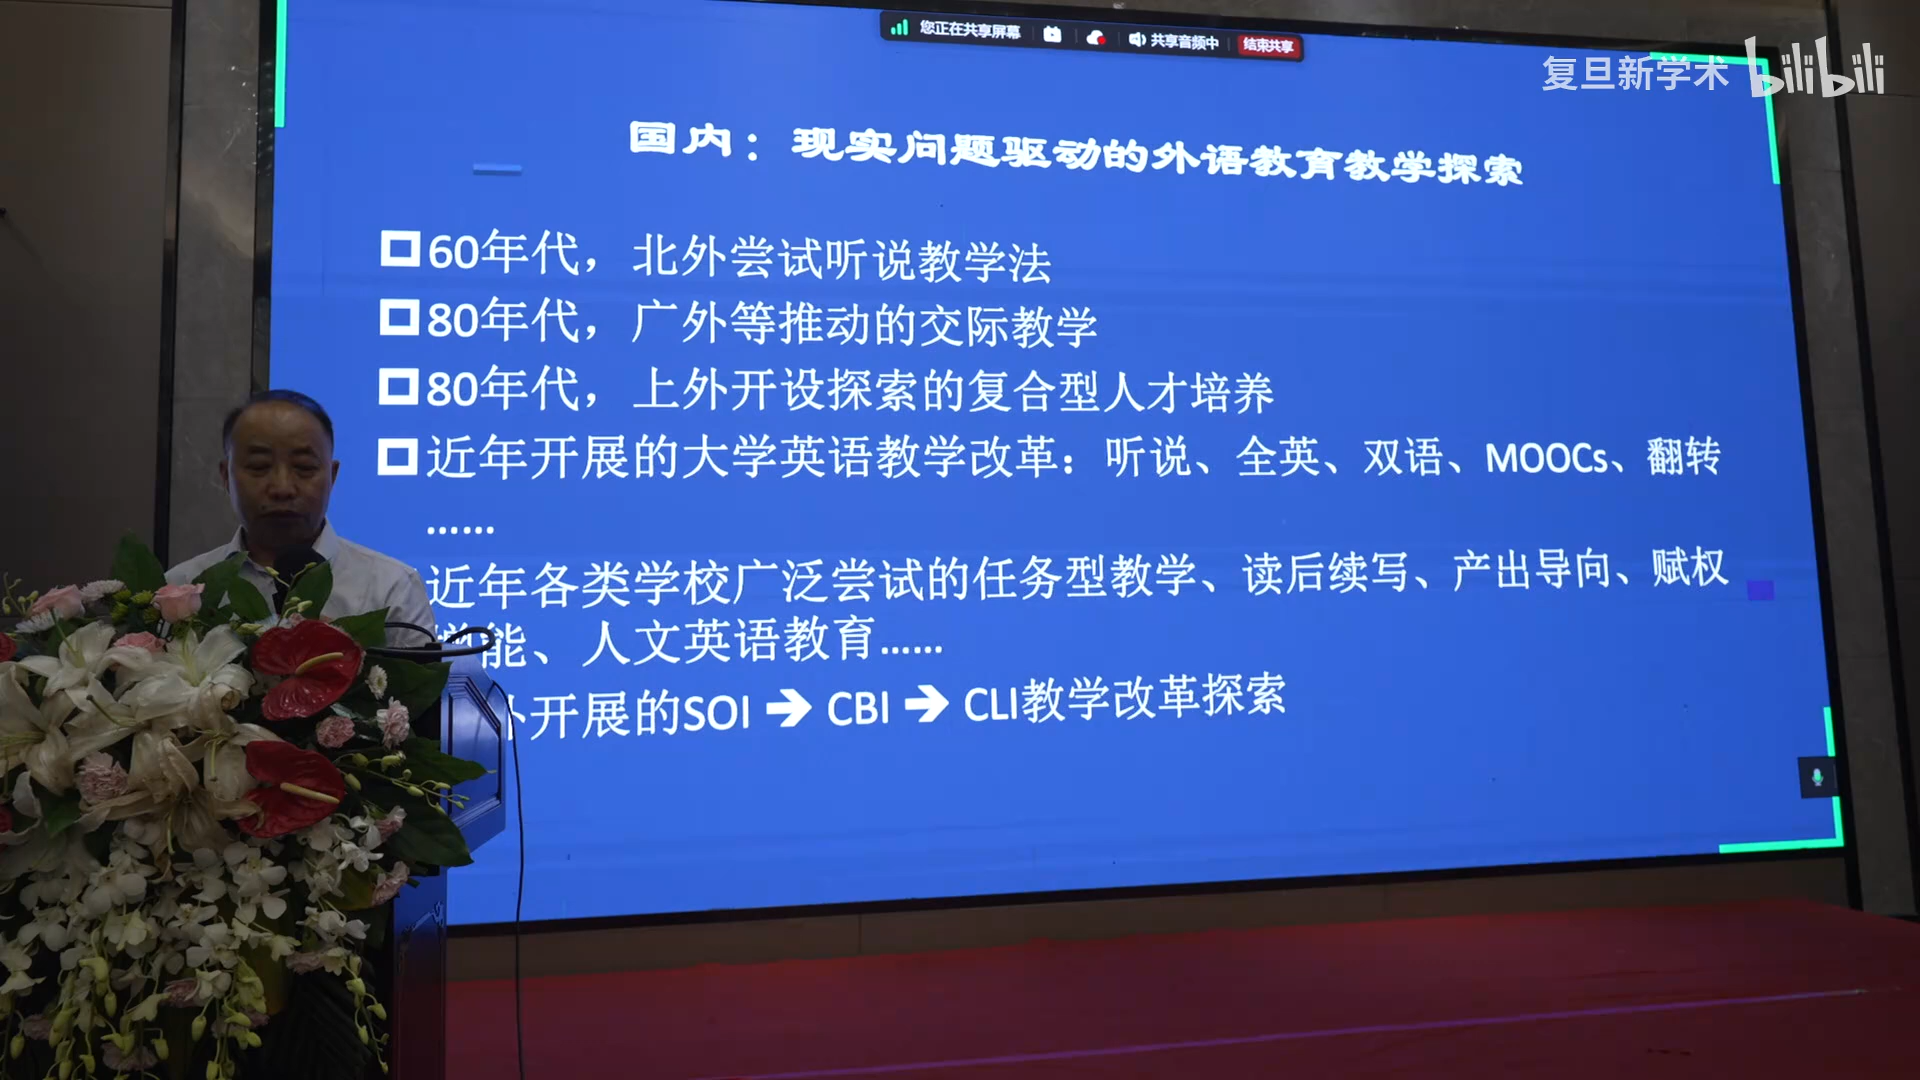 您正在共享屏幕
共享音频中
结束共享
复旦新学术 bilibili
国内：现实问题驱动的外语教育教学探索
60年代，北外尝试听说教学法
80年代，广外等推动的交际教学
80年代，上外开设探索的复合型人才培养
近年开展的大学英语教学改革：听说、全英、双语、MOOCs、翻转
……
近年各类学校广泛尝试的任务型教学、读后续写、产出导向、赋权
增能、人文英语教育……
外开展的SOI → CBI → CLI教学改革探索